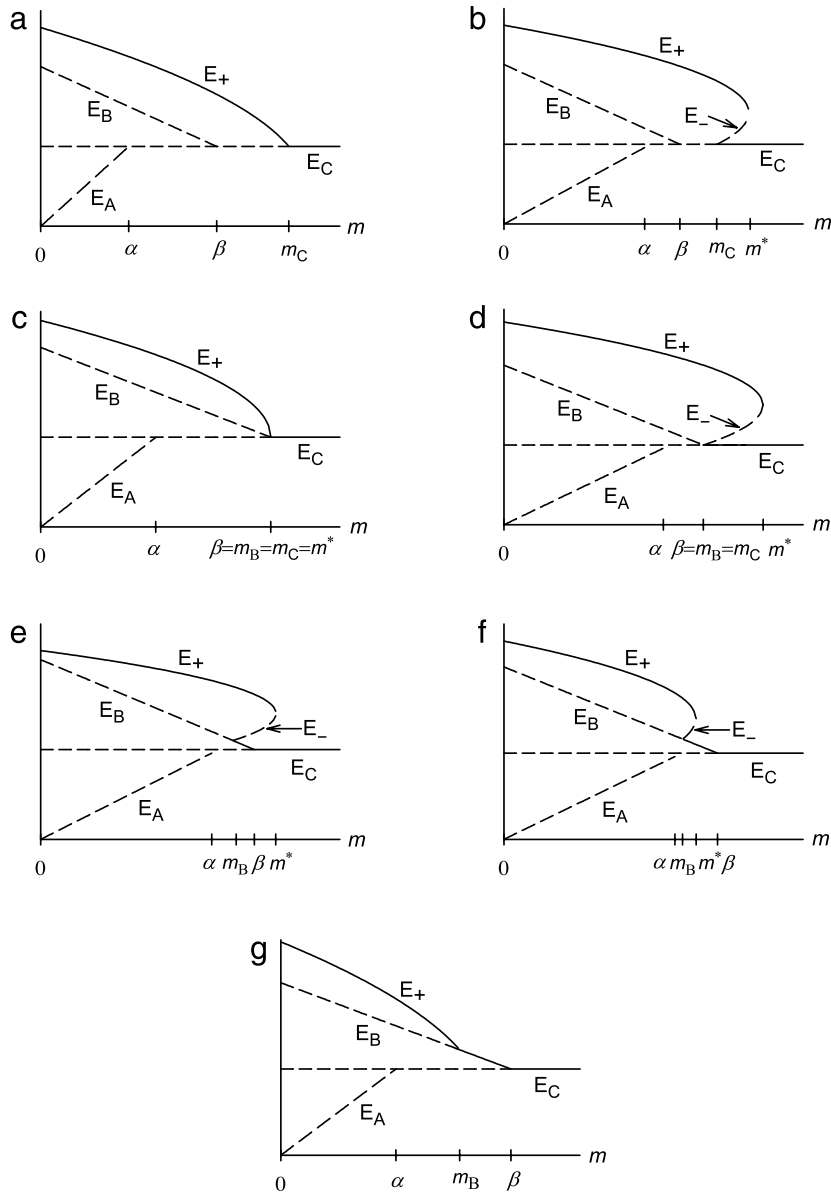 a
E+
EB
EC
EA
m
0 α β mC
b
E+
E−
EB
EC
EA
m
0 α β mC m*
c
E+
EB
EC
EA
m
0 α β=mB=mC=m*
d
E+
E−
EB
EC
EA
m
0 α β=mB=mC m*
e
E+
EB
E−
EC
EA
m
0 α mB β m*
f
E+
EB
E−
EC
EA
m
0 α mB m* β
g
E+
EB
EC
EA
m
0 α mB β